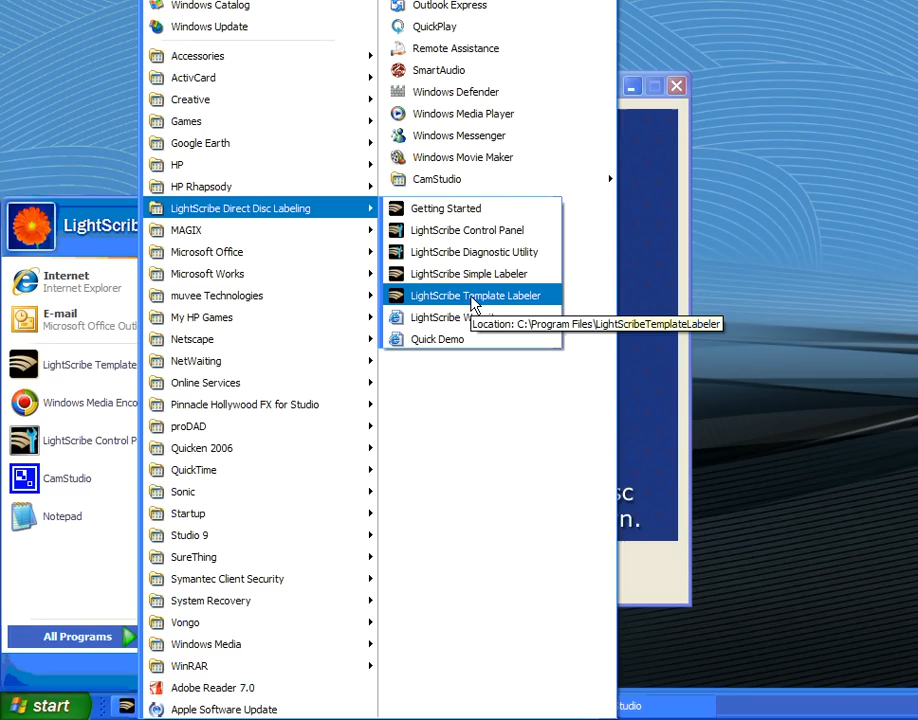 Windows Catalog
Windows Update
Accessories
ActivCard
Creative
Games
Google Earth
HP
HP Rhapsody
LightScribe Direct Disc Labeling
MAGIX
Microsoft Office
Microsoft Works
muvee Technologies
My HP Games
Netscape
NetWaiting
Online Services
Pinnacle Hollywood FX for Studio
proDAD
Quicken 2006
QuickTime
Sonic
Startup
Studio 9
SureThing
Symantec Client Security
System Recovery
Vongo
Windows Media
WinRAR
Adobe Reader 7.0
Apple Software Update
Outlook Express
QuickPlay
Remote Assistance
SmartAudio
Windows Defender
Windows Media Player
Windows Messenger
Windows Movie Maker
CamStudio
Getting Started
LightScribe Control Panel
LightScribe Diagnostic Utility
LightScribe Simple Labeler
LightScribe Template Labeler
LightScribe W
Location: C:\Program Files\LightScribeTemplateLabeler
Quick Demo
LightScrib
Internet
Internet Explorer
E-mail
Microsoft Office Outl
LightScribe Template
Windows Media Enco
LightScribe Control P
CamStudio
Notepad
All Programs
start
sc
n.
tudio